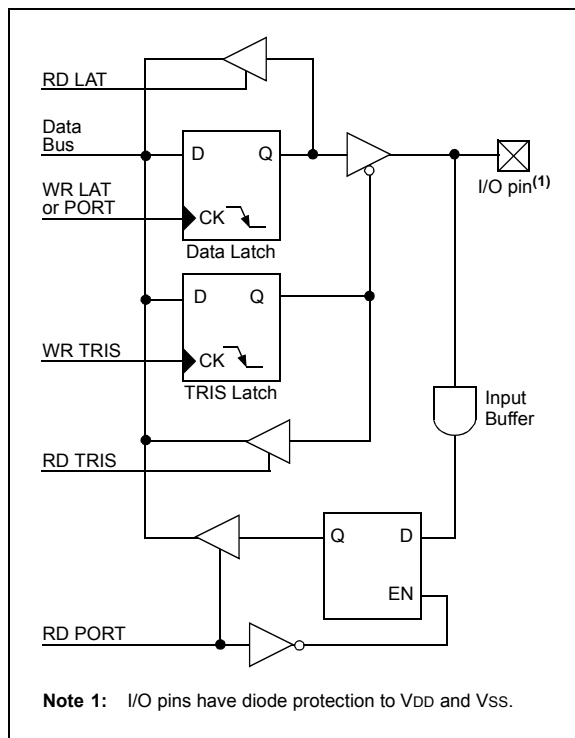 RD LAT
Data
Bus
D Q
WR LAT
or PORT
I/O pin(1)
CK
Data Latch
D Q
WR TRIS
CK
TRIS Latch
Input
Buffer
RD TRIS
Q D
EN
RD PORT
Note 1: I/O pins have diode protection to VDD and VSS.